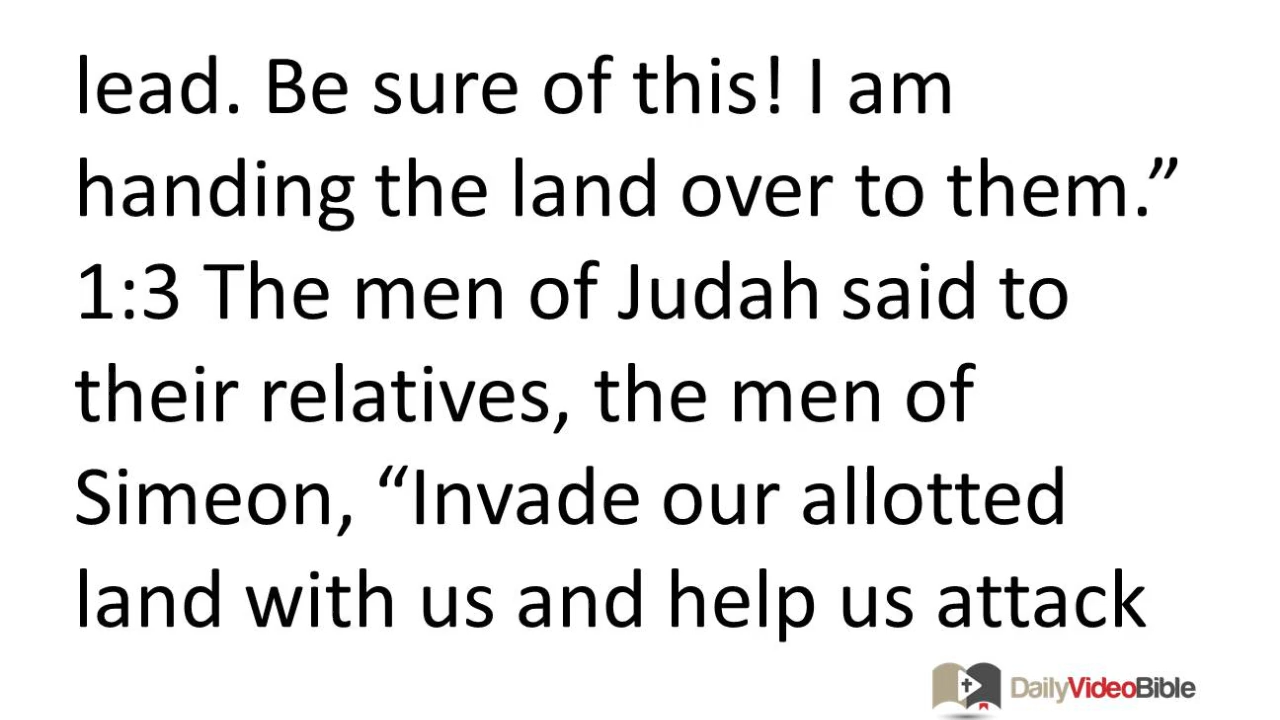 lead. Be sure of this! I am
handing the land over to them.”
1:3 The men of Judah said to
their relatives, the men of
Simeon, “Invade our allotted
land with us and help us attack
DailyVideoBible